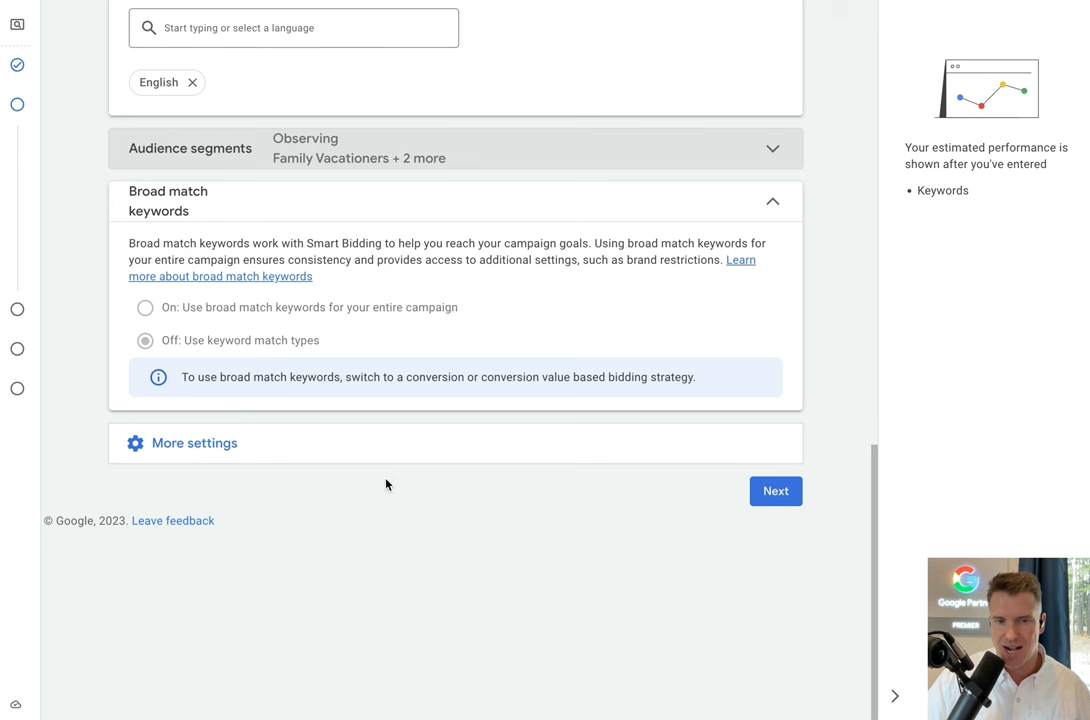 Start typing or select a language
English
Audience segments
Observing
Family Vacationers + 2 more
Broad match
keywords
Broad match keywords work with Smart Bidding to help you reach your campaign goals. Using broad match keywords for
your entire campaign ensures consistency and provides access to additional settings, such as brand restrictions. Learn
more about broad match keywords
On: Use broad match keywords for your entire campaign
Off: Use keyword match types
To use broad match keywords, switch to a conversion or conversion value based bidding strategy.
More settings
Next
© Google, 2023. Leave feedback
Your estimated performance is
shown after you've entered
• Keywords
Google Partn
PREMIER